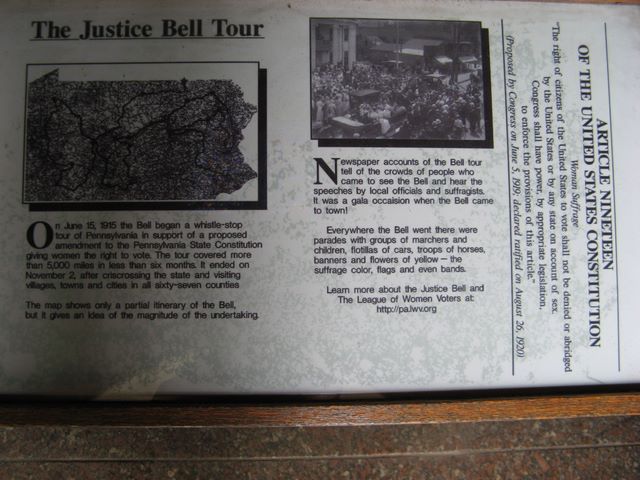 The Justice Bell Tour
On June 15, 1915 the Bell began a whistle-stop
tour of Pennsylvania in support of a proposed
amendment to the Pennsylvania State Constitution
giving women the right to vote. The tour covered more
than 5,000 miles in less than six months. It ended on
November 2, after crisscrossing the state and visiting
villages, towns and cities in all sixty-seven counties
The map shows only a partial itinerary of the Bell,
but it gives an idea of the magnitude of the undertaking.
Newspaper accounts of the Bell tour
tell of the crowds of people who
came to see the Bell and hear the
speeches by local officials and suffragists.
It was a gala occaision when the Bell came
to town!
Everywhere the Bell went there were
parades with groups of marchers and
children, flotillas of cars, troops of horses,
banners and flowers of yellow — the
suffrage color, flags and even bands.
Learn more about the Justice Bell and
The League of Women Voters at:
http://pa.lwv.org
ARTICLE NINETEEN
OF THE UNITED STATES CONSTITUTION
Woman Suffrage
"The right of citizens of the United States to vote shall not be denied or abridged
by the United States or by any state on account of sex.
Congress shall have power, by appropriate legislation,
to enforce the provisions of this article."
(Proposed by Congress on June 5, 1919; declared ratified on August 26, 1920)